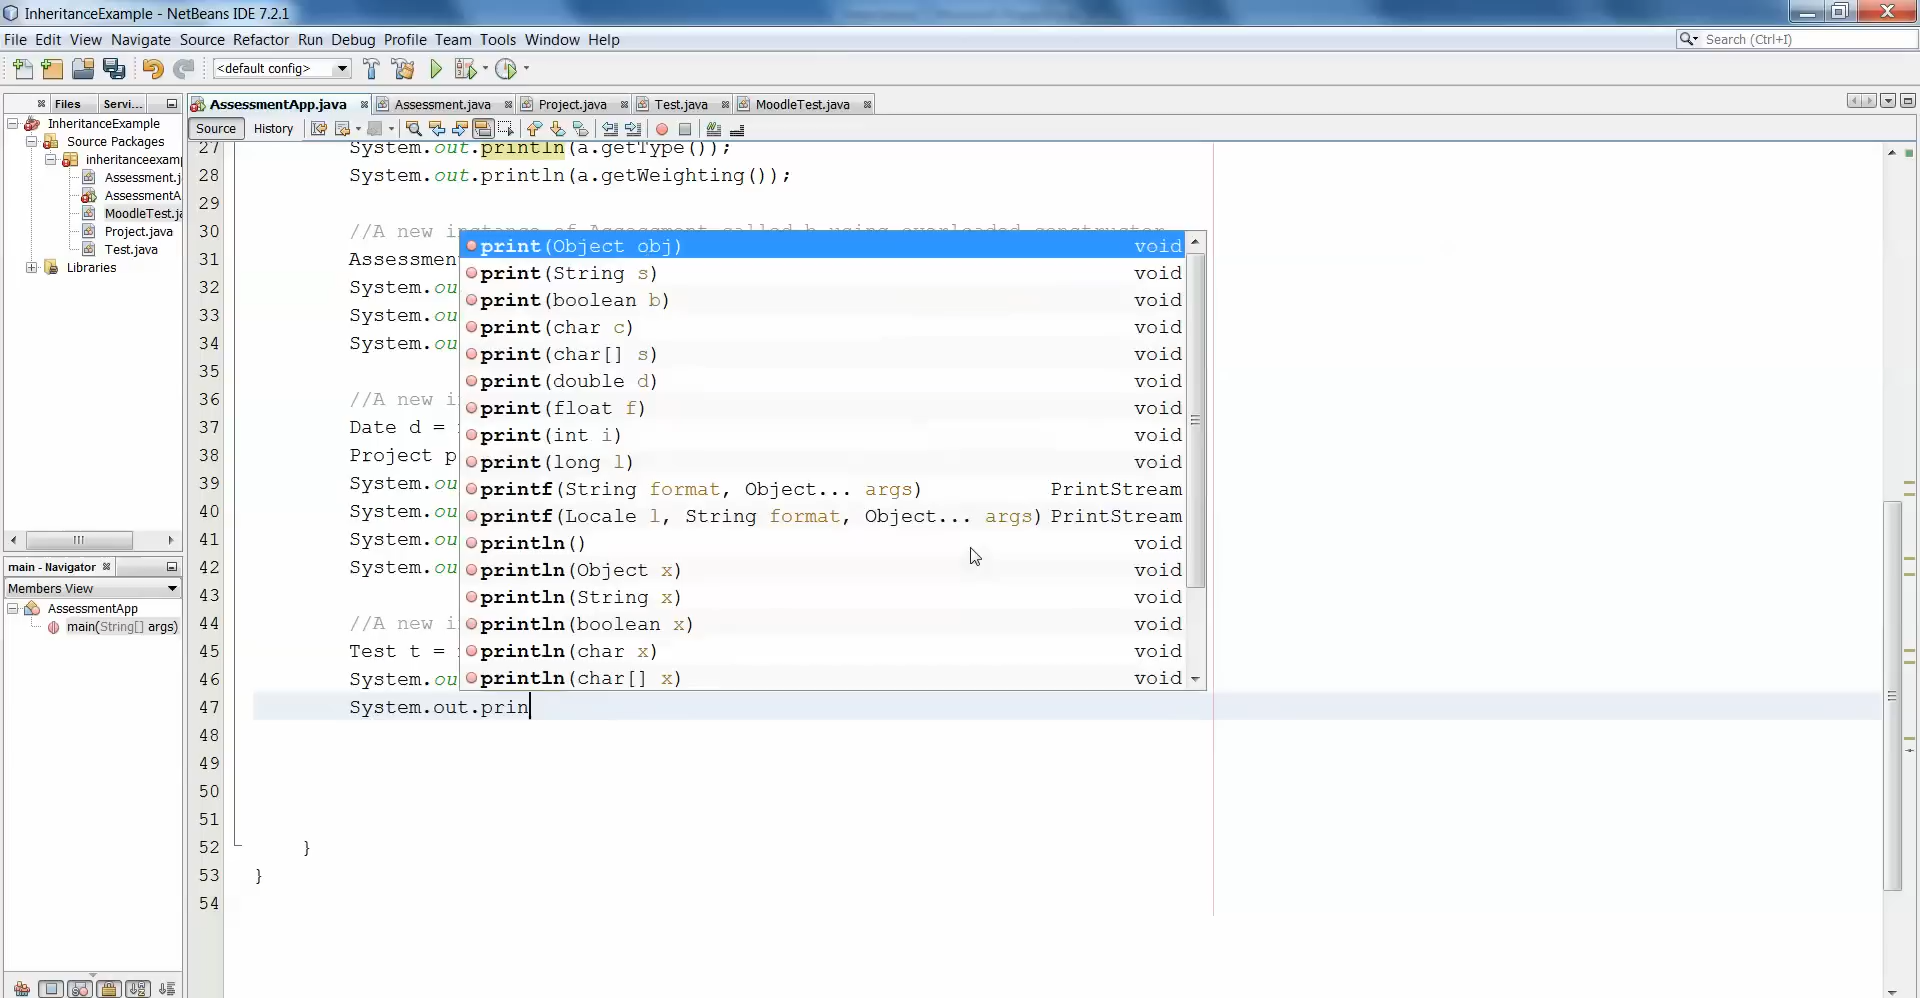 InheritanceExample - NetBeans IDE 7.2.1
File Edit View Navigate Source Refactor Run Debug Profile Team Tools Window Help
Search (Ctrl+I)
<default config>
Files Servi...
AssessmentApp.java Assessment.java Project.java Test.java MoodleTest.java
Source History
InheritanceExample
Source Packages
inheritanceexam
Assessment.j
AssessmentA
MoodleTest.ja
Project.java
Test.java
Libraries
main - Navigator
Members View
AssessmentApp
main(String[] args)
27 System.out.println(a.getType());
28 System.out.println(a.getWeighting());
29
30 //A new instance of Assessment called b using overloaded constructor
31 Assessmen
32 System.ou
33 System.ou
34 System.ou
35
36 //A new i
37 Date d =
38 Project p
39 System.ou
40 System.ou
41 System.ou
42 System.ou
43
44 //A new i
45 Test t =
46 System.ou
47 System.out.prin
48
49
50
51
52 }
53 }
54
print(Object obj) void
print(String s) void
print(boolean b) void
print(char c) void
print(char[] s) void
print(double d) void
print(float f) void
print(int i) void
print(long l) void
printf(String format, Object... args) PrintStream
printf(Locale l, String format, Object... args) PrintStream
println() void
println(Object x) void
println(String x) void
println(boolean x) void
println(char x) void
println(char[] x) void